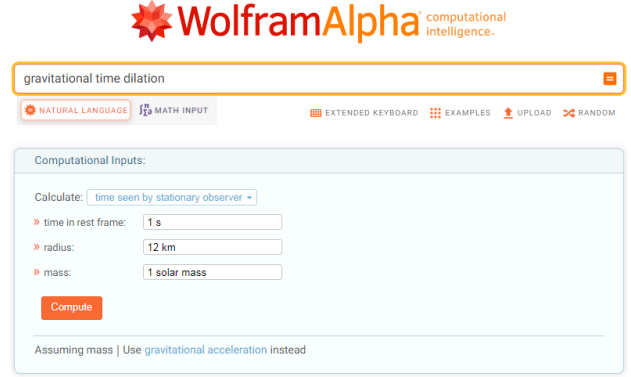 WolframAlpha computational intelligence.
gravitational time dilation
NATURAL LANGUAGE MATH INPUT EXTENDED KEYBOARD EXAMPLES UPLOAD RANDOM
Computational Inputs:
Calculate: time seen by stationary observer
» time in rest frame: 1 s
» radius: 12 km
» mass: 1 solar mass
Compute
Assuming mass | Use gravitational acceleration instead